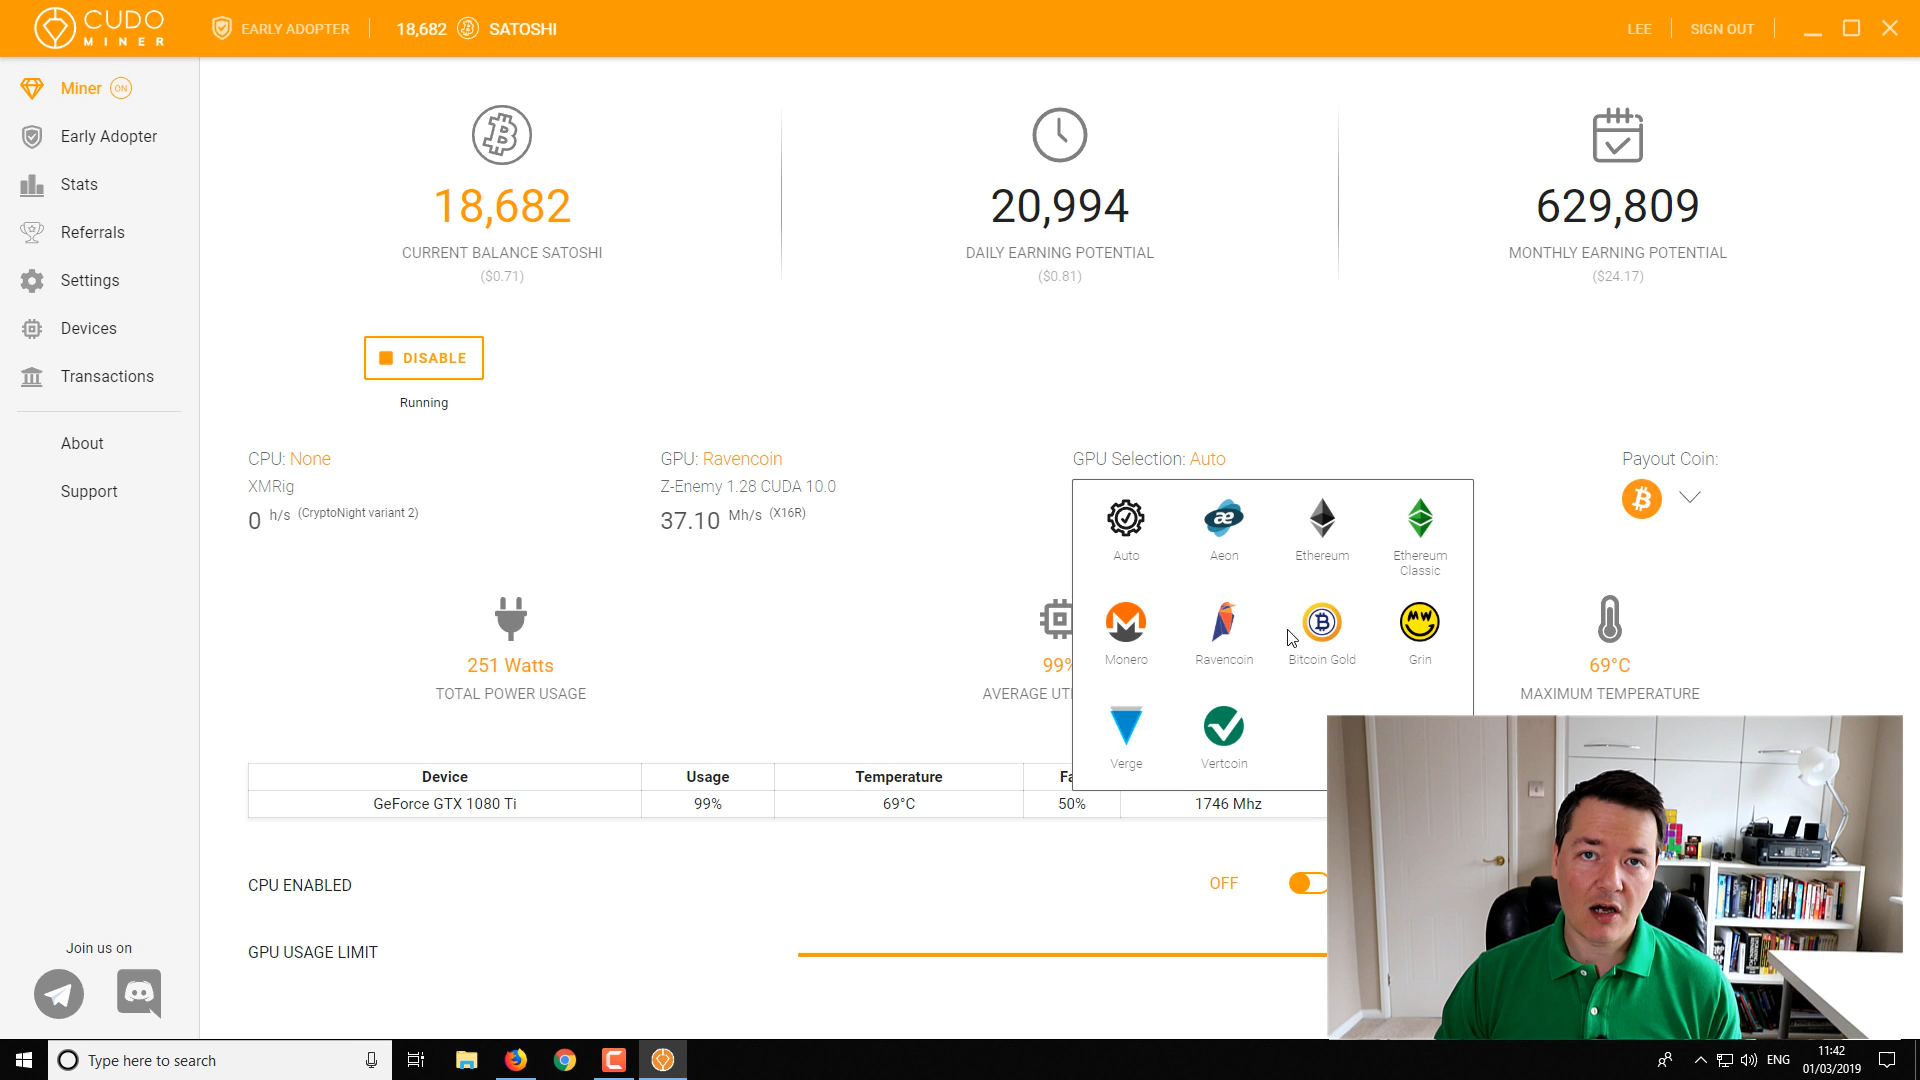 CUDO
MINER
EARLY ADOPTER
18,682 SATOSHI
LEE
SIGN OUT
Miner ON
Early Adopter
Stats
Referrals
Settings
Devices
Transactions
About
Support
Join us on
18,682
CURRENT BALANCE SATOSHI
($0.71)
20,994
DAILY EARNING POTENTIAL
($0.81)
629,809
MONTHLY EARNING POTENTIAL
($24.17)
DISABLE
Running
CPU: None
XMRig
0 h/s (CryptoNight variant 2)
GPU: Ravencoin
Z-Enemy 1.28 CUDA 10.0
37.10 Mh/s (X16R)
GPU Selection: Auto
Auto
Aeon
Ethereum
Ethereum
Classic
Monero
Ravencoin
Bitcoin Gold
Grin
Verge
Vertcoin
Payout Coin:
251 Watts
TOTAL POWER USAGE
99%
AVERAGE UT
69°C
MAXIMUM TEMPERATURE
Device Usage Temperature Fa
GeForce GTX 1080 Ti 99% 69°C 50% 1746 Mhz
CPU ENABLED
OFF
GPU USAGE LIMIT
Type here to search
ENG
11:42
01/03/2019